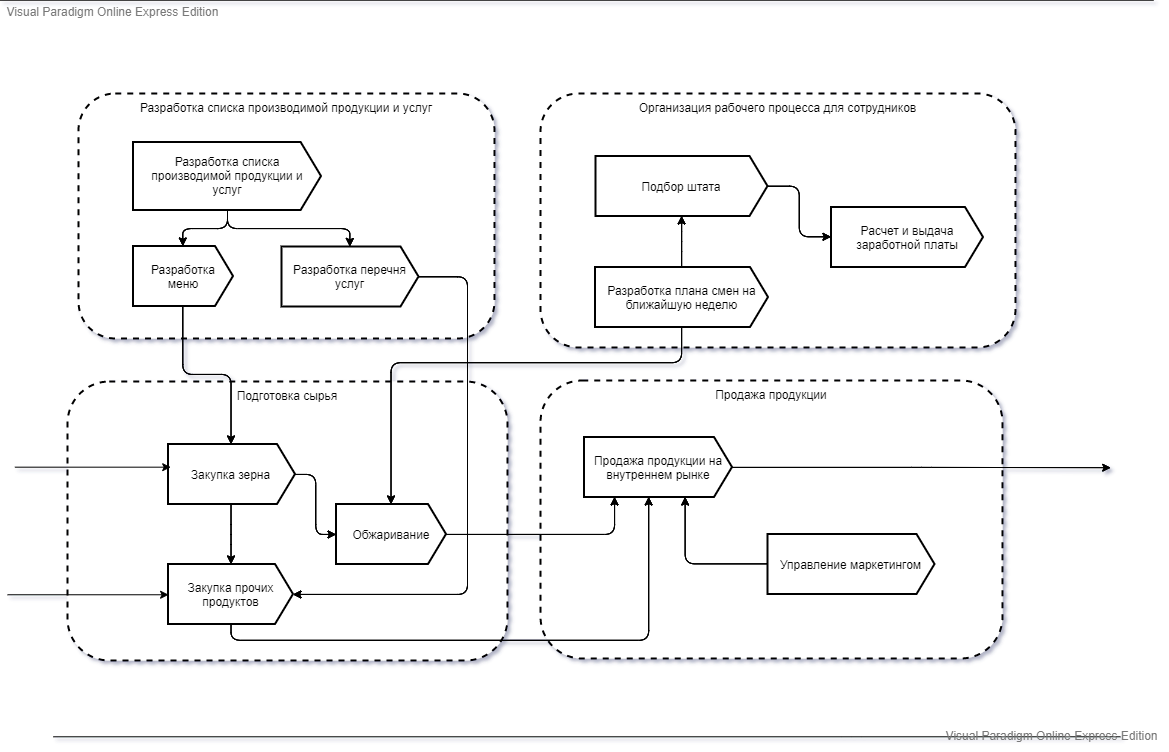 Visual Paradigm Online Express Edition
Разработка списка производимой продукции и услуг
Разработка списка
производимой продукции и
услуг
Разработка
меню
Разработка перечня
услуг
Организация рабочего процесса для сотрудников
Подбор штата
Расчет и выдача
заработной платы
Разработка плана смен на
ближайшую неделю
Подготовка сырья
Закупка зерна
Обжаривание
Закупка прочих
продуктов
Продажа продукции
Продажа продукции на
внутреннем рынке
Управление маркетингом
Visual Paradigm Online Express Edition